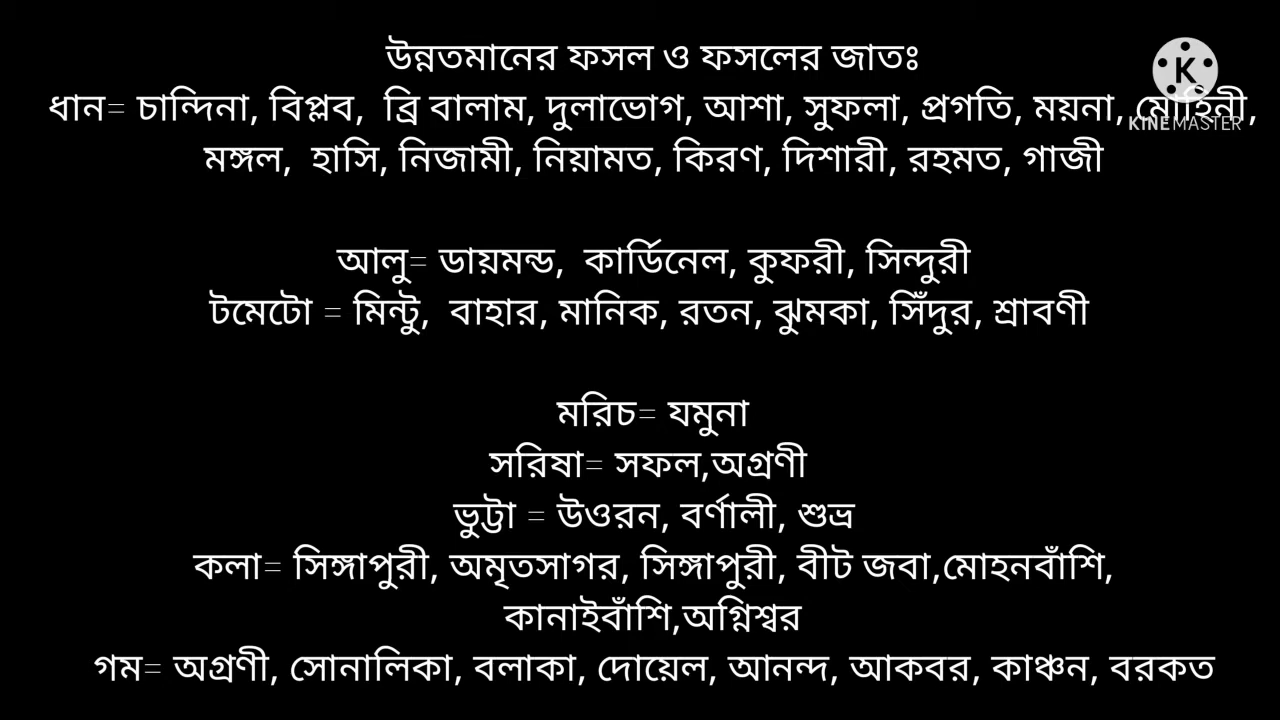 উন্নতমানের ফসল ও ফসলের জাতঃ
ধান= চান্দিনা, বিপ্লব, ব্রি বালাম, দুলাভোগ, আশা, সুফলা, প্রগতি, ময়না, মোহিনী,
মঙ্গল, হাসি, নিজামী, নিয়ামত, কিরণ, দিশারী, রহমত, গাজী
আলু= ডায়মন্ড, কার্ডিনেল, কুফরী, সিন্দুরী
টমেটো = মিন্টু, বাহার, মানিক, রতন, ঝুমকা, সিঁদুর, শ্রাবণী
মরিচ= যমুনা
সরিষা= সফল,অগ্রণী
ভুট্টা = উওরন, বর্ণালী, শুভ্র
কলা= সিঙ্গাপুরী, অমৃতসাগর, সিঙ্গাপুরী, বীট জবা,মোহনবাঁশি,
কানাইবাঁশি,অগ্নিশ্বর
গম= অগ্রণী, সোনালিকা, বলাকা, দোয়েল, আনন্দ, আকবর, কাঞ্চন, বরকত
K
KINEMASTER